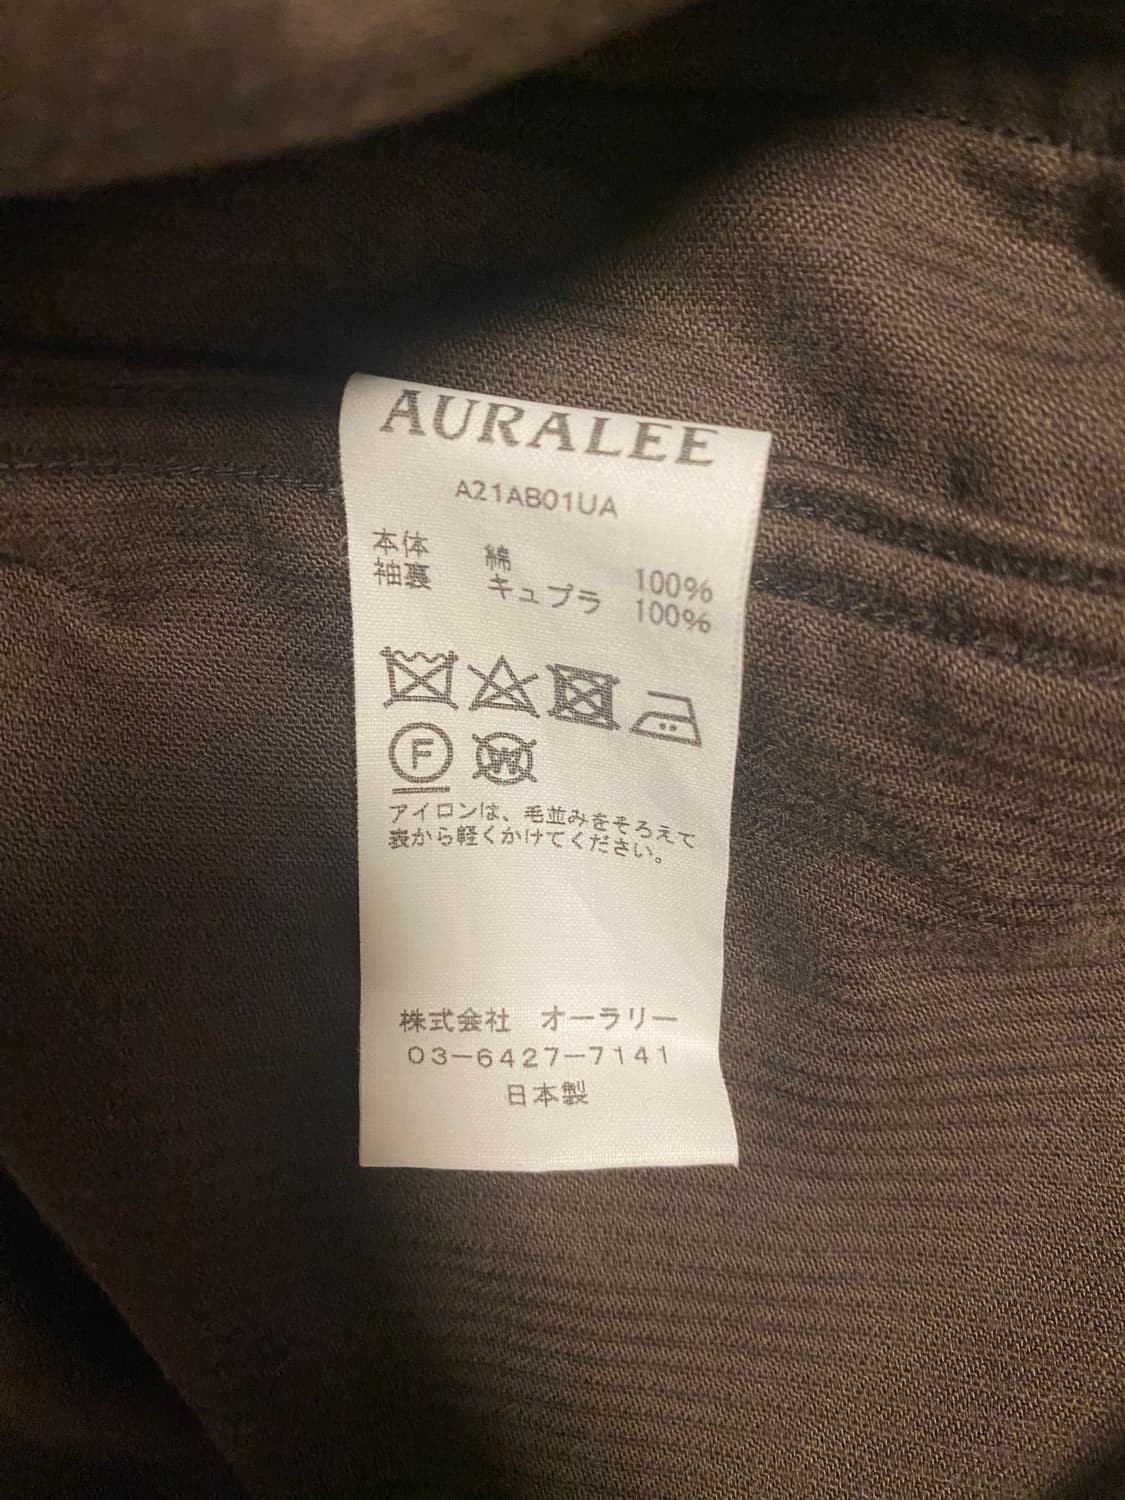 AURALEE
A21AB01UA
本体 綿 100%
袖裏 キュプラ 100%
F W
アイロンは、毛並みをそろえて
表から軽くかけてください。
株式会社 オーラリー
03-6427-7141
日本製